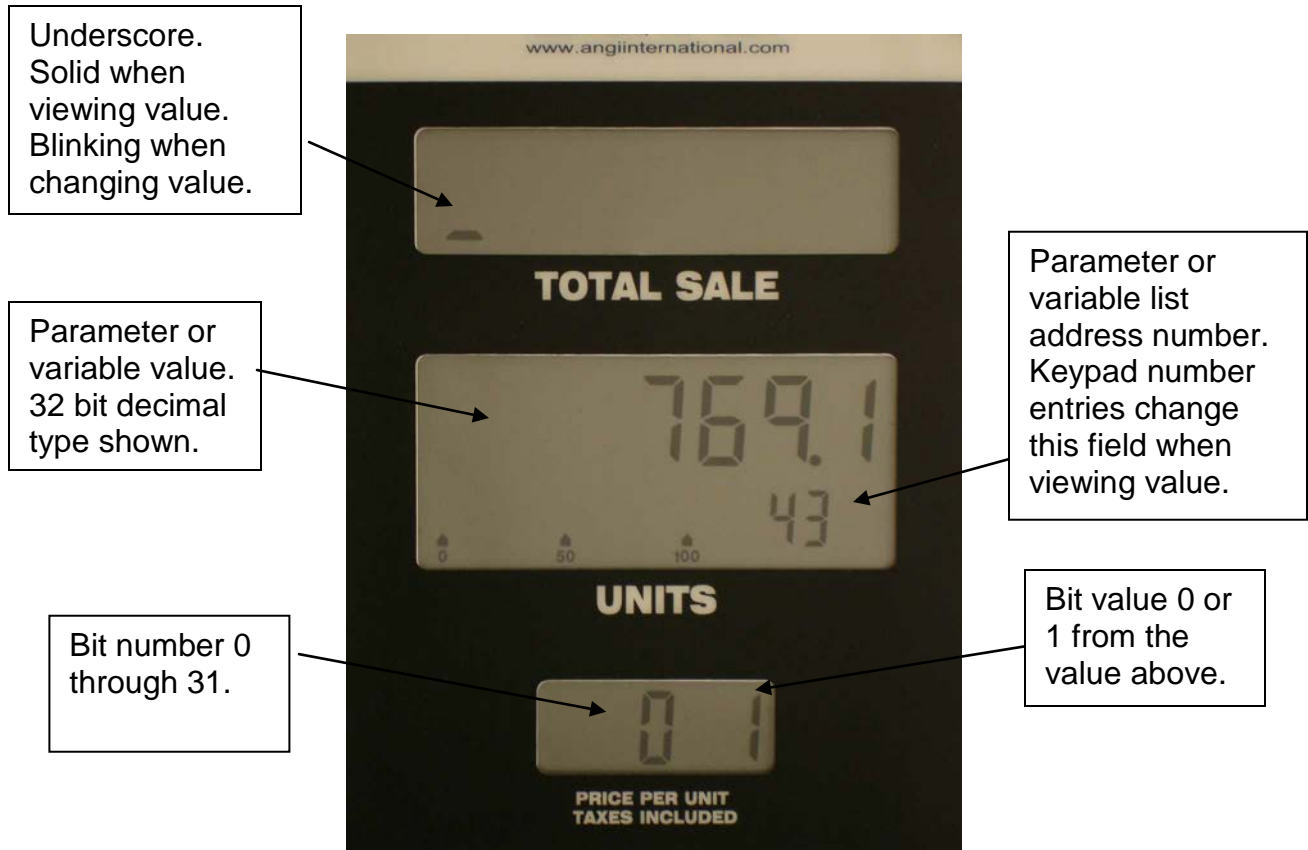 Underscore.
Solid when
viewing value.
Blinking when
changing value.
www.angiinternational.com
TOTAL SALE
Parameter or
variable value.
32 bit decimal
type shown.
769.1
43
0
50
100
UNITS
Parameter or
variable list
address number.
Keypad number
entries change
this field when
viewing value.
Bit number 0
through 31.
0 1
PRICE PER UNIT
TAXES INCLUDED
Bit value 0 or
1 from the
value above.